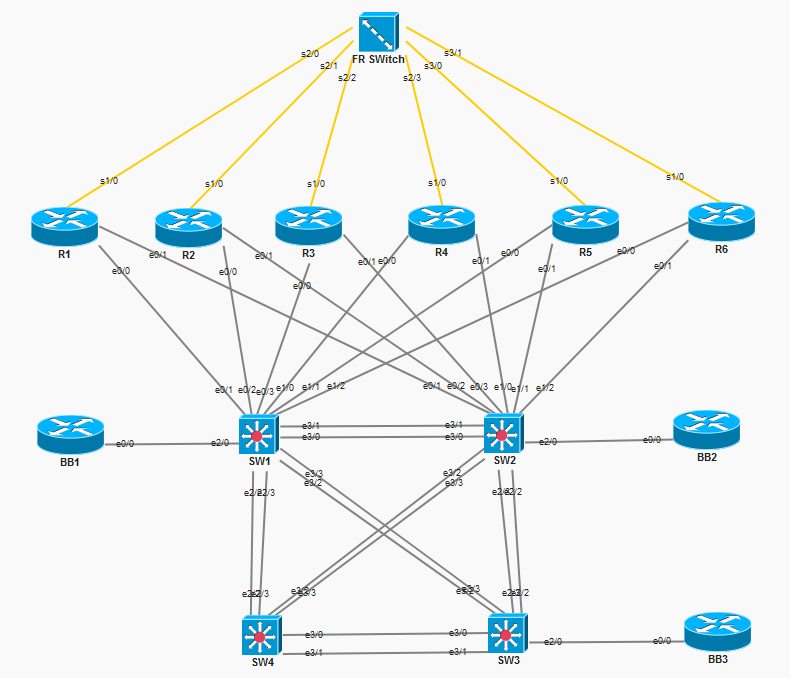 FR SWitch
s2/0
s2/1
s2/2
s2/3
s3/0
s3/1
s1/0
s1/0
s1/0
s1/0
s1/0
s1/0
R1
R2
R3
R4
R5
R6
e0/1
e0/0
e0/1
e0/0
e0/1
e0/0
e0/0
e0/1
e0/0
e0/1
e0/0
e0/1
e0/1
e0/2
e0/3
e1/0
e1/1
e1/2
e0/1
e0/2
e0/3
e1/0
e1/1
e1/2
BB1
e0/0
e2/0
SW1
e3/1
e3/0
e3/1
e3/0
SW2
e2/0
e0/0
BB2
e3/3
e3/2
e3/2
e3/3
e2/3
e2/2
e2/3
e3/3
e3/3
e2/2
SW4
e3/0
e3/1
e3/0
e3/1
SW3
e2/0
e0/0
BB3